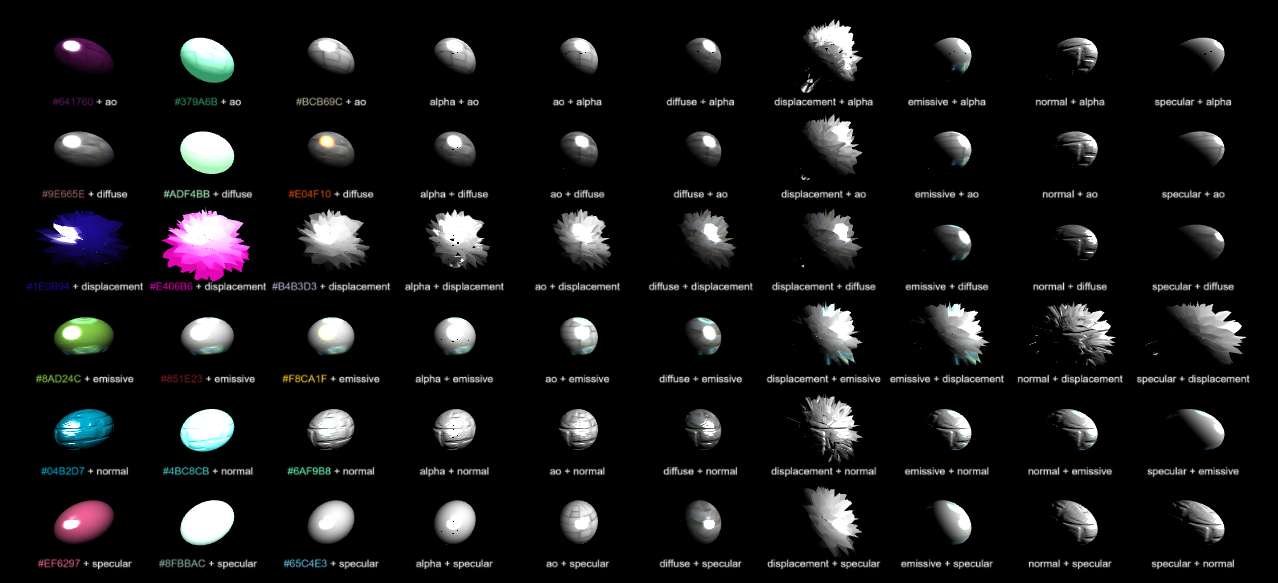 #641760 + ao #379A6B + ao #BCB69C + ao alpha + ao ao + alpha diffuse + alpha displacement + alpha emissive + alpha normal + alpha specular + alpha
#9E665E + diffuse #ADF4BB + diffuse #E04F10 + diffuse alpha + diffuse ao + diffuse diffuse + ao displacement + ao emissive + ao normal + ao specular + ao
#1E0B94 + displacement #E406B6 + displacement #B4B3D3 + displacement alpha + displacement ao + displacement diffuse + displacement displacement + diffuse emissive + diffuse normal + diffuse specular + diffuse
#8AD24C + emissive #851E23 + emissive #F8CA1F + emissive alpha + emissive ao + emissive diffuse + emissive displacement + emissive emissive + displacement normal + displacement specular + displacement
#04B2D7 + normal #4BC8CB + normal #6AF9B8 + normal alpha + normal ao + normal diffuse + normal displacement + normal emissive + normal normal + emissive specular + emissive
#EF6297 + specular #8FBBAC + specular #65C4E3 + specular alpha + specular ao + specular diffuse + specular displacement + specular emissive + specular normal + specular specular + normal